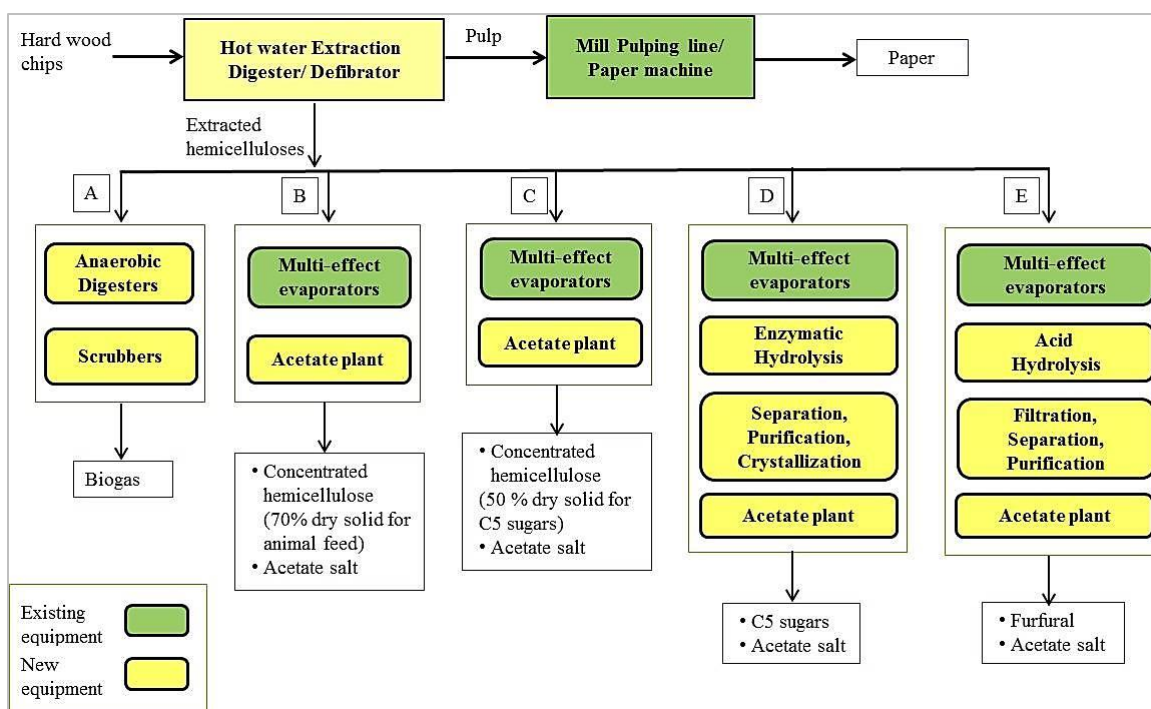 Hard wood
chips
Hot water Extraction
Digester/ Defibrator
Pulp
Mill Pulping line/
Paper machine
Paper
Extracted
hemicelluloses
A
B
C
D
E
Anaerobic
Digesters
Scrubbers
Biogas
Multi-effect
evaporators
Acetate plant
• Concentrated
hemicellulose
(70% dry solid for
animal feed)
• Acetate salt
Multi-effect
evaporators
Acetate plant
• Concentrated
hemicellulose
(50 % dry solid for
C5 sugars)
• Acetate salt
Multi-effect
evaporators
Enzymatic
Hydrolysis
Separation,
Purification,
Crystallization
Acetate plant
• C5 sugars
• Acetate salt
Multi-effect
evaporators
Acid
Hydrolysis
Filtration,
Separation,
Purification
Acetate plant
• Furfural
• Acetate salt
Existing
equipment
New
equipment